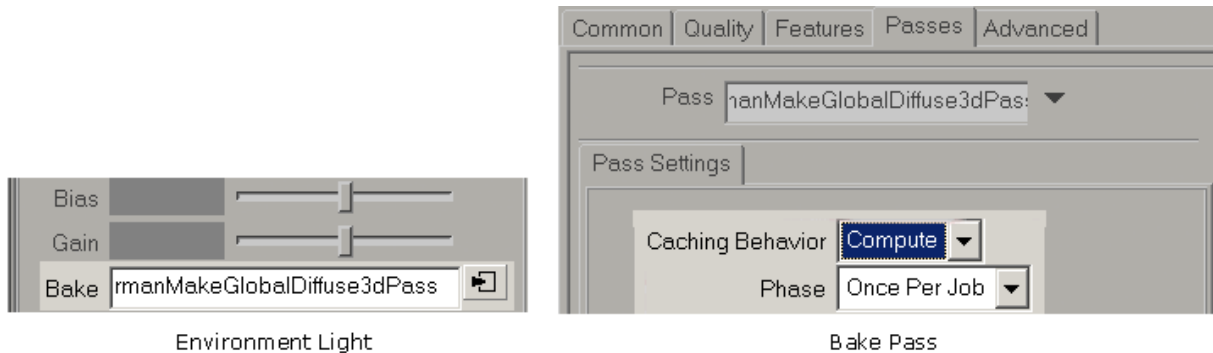 Common Quality Features Passes Advanced
Pass manMakeGlobalDiffuse3dPas
Pass Settings
Caching Behavior Compute
Phase Once Per Job
Bias
Gain
Bake rmanMakeGlobalDiffuse3dPass
Environment Light
Bake Pass